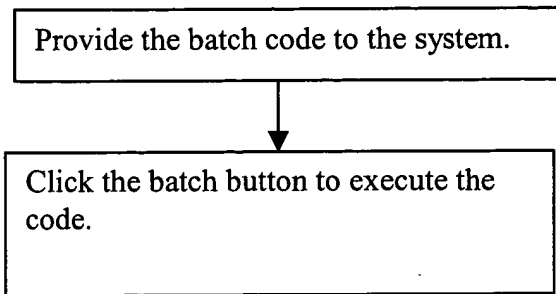 Provide the batch code to the system.
Click the batch button to execute the
code.